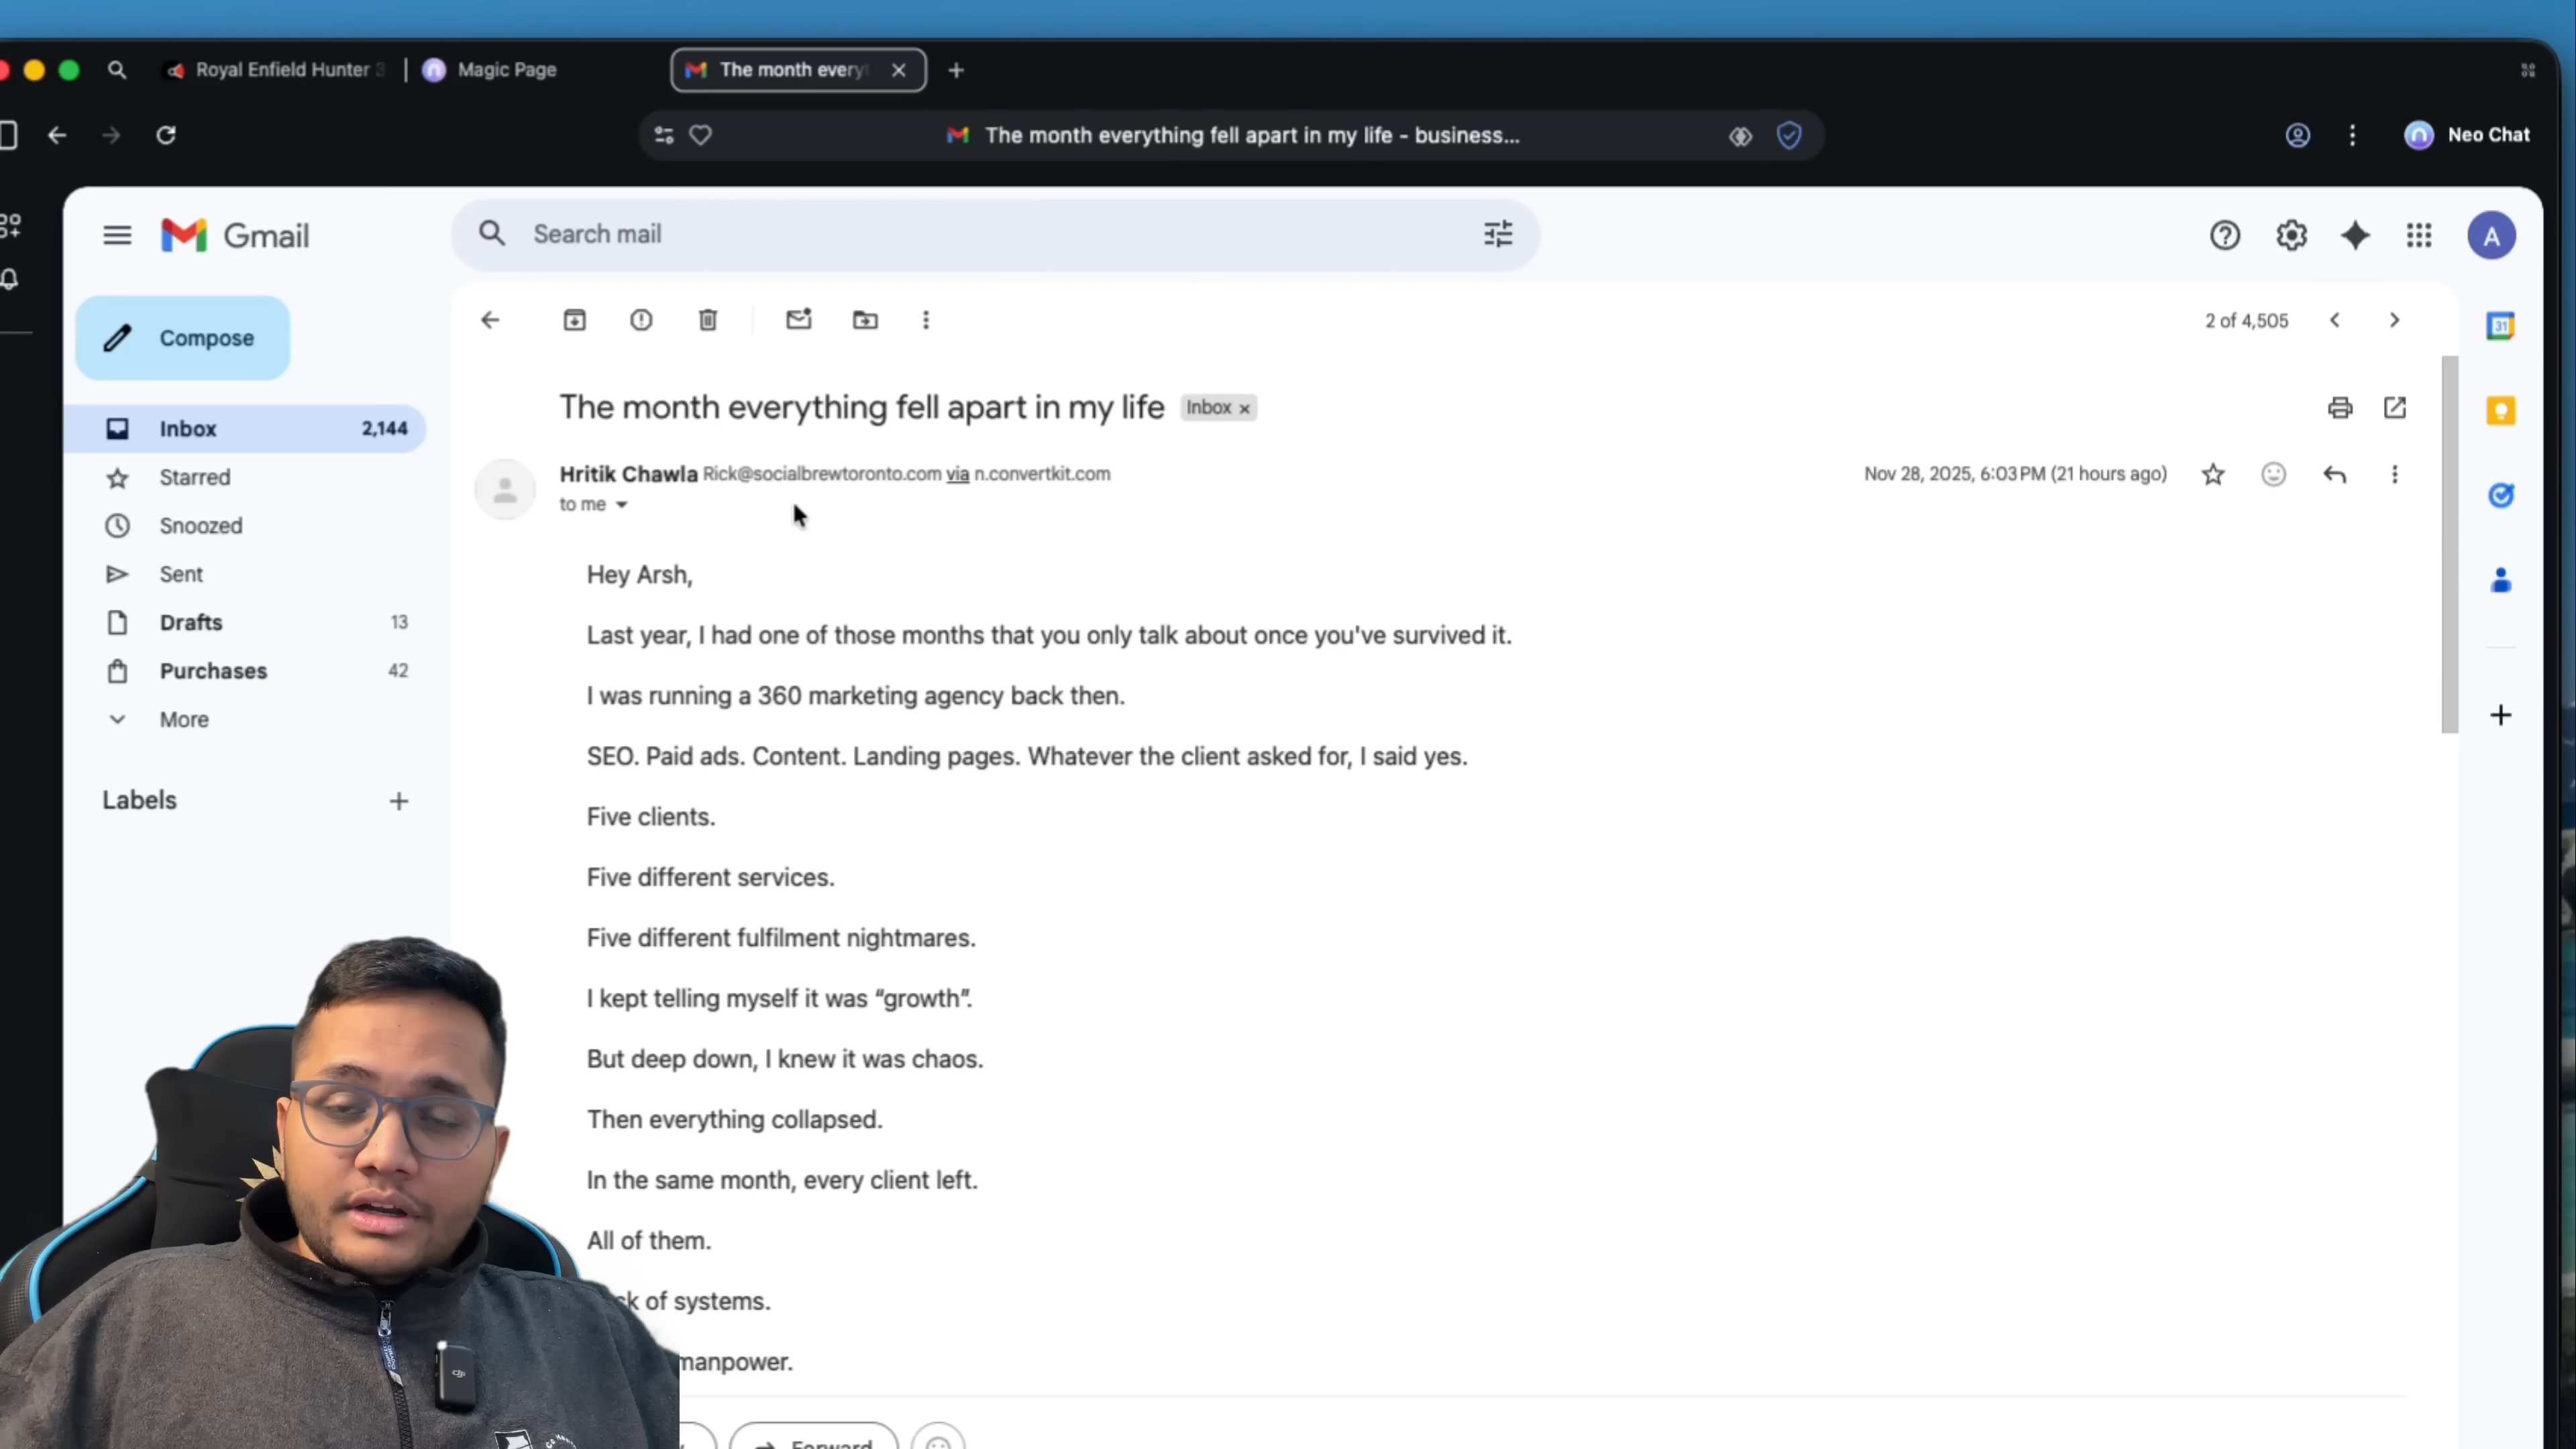 Royal Enfield Hunter 3
Magic Page
The month everyt
The month everything fell apart in my life - business...
Neo Chat
Gmail
Search mail
A
Compose
2 of 4,505
31
Inbox 2,144
Starred
Snoozed
Sent
Drafts 13
Purchases 42
More
Labels
The month everything fell apart in my life Inbox ×
Hritik Chawla Rick@socialbrewtoronto.com via n.convertkit.com
Nov 28, 2025, 6:03 PM (21 hours ago)
to me
Hey Arsh,
Last year, I had one of those months that you only talk about once you've survived it.
I was running a 360 marketing agency back then.
SEO. Paid ads. Content. Landing pages. Whatever the client asked for, I said yes.
Five clients.
Five different services.
Five different fulfilment nightmares.
I kept telling myself it was “growth”.
But deep down, I knew it was chaos.
Then everything collapsed.
In the same month, every client left.
All of them.
of systems.
manpower.
Forward
dji